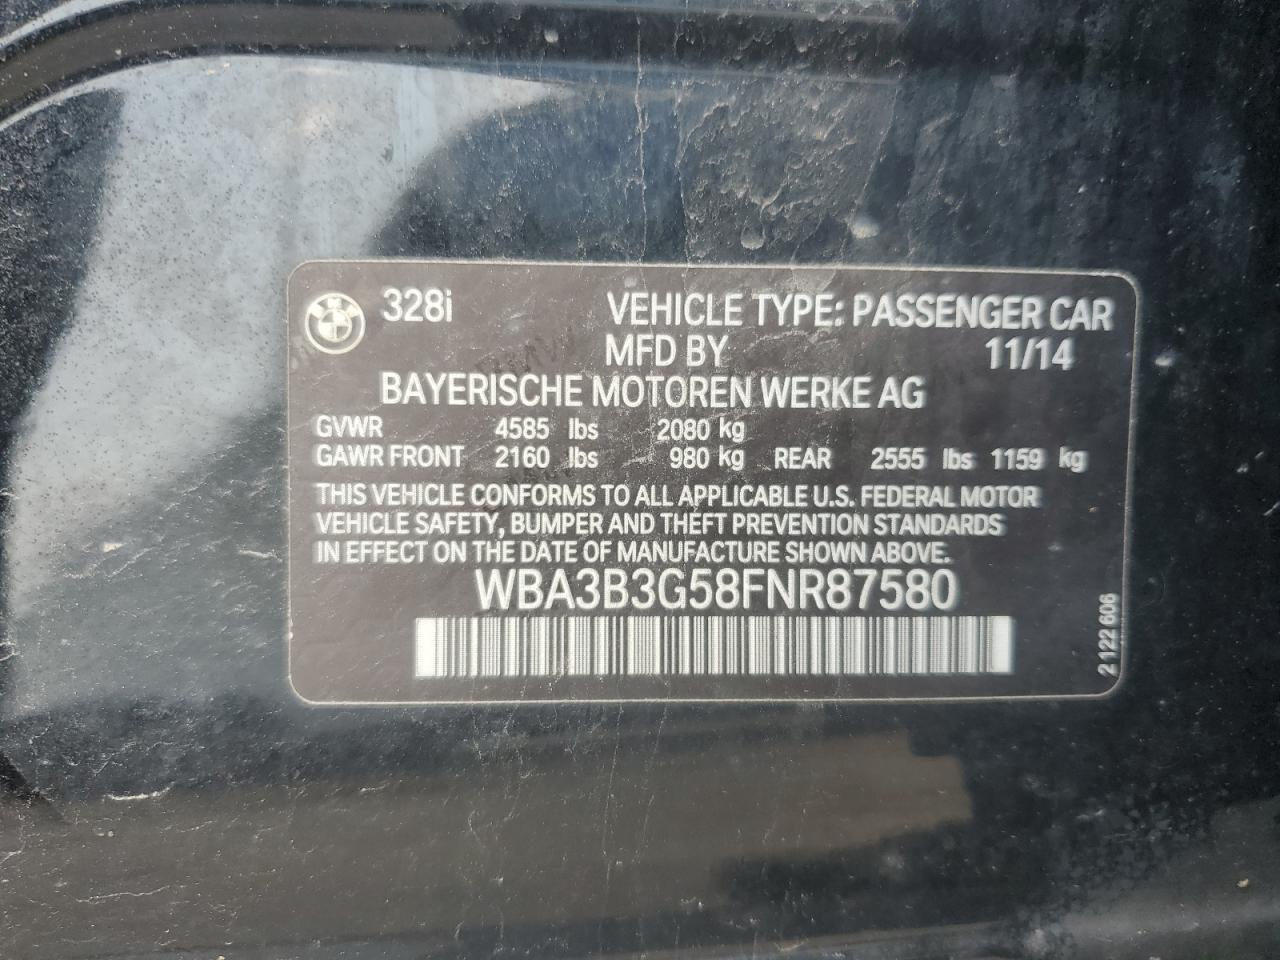 328i VEHICLE TYPE: PASSENGER CAR
MFD BY 11/14
BAYERISCHE MOTOREN WERKE AG
GVWR 4585 lbs 2080 kg
GAWR FRONT 2160 lbs 980 kg REAR 2555 lbs 1159 kg
THIS VEHICLE CONFORMS TO ALL APPLICABLE U.S. FEDERAL MOTOR
VEHICLE SAFETY, BUMPER AND THEFT PREVENTION STANDARDS
IN EFFECT ON THE DATE OF MANUFACTURE SHOWN ABOVE.
WBA3B3G58FNR87580
2 122 606